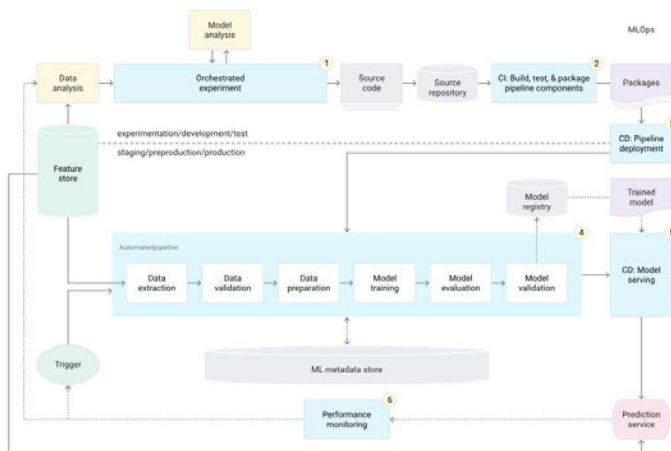 MLOps
Model
analysis
1
2
Data
analysis
Orchestrated
experiment
Source
code
Source
repository
CI: Build, test, & package
pipeline components
Packages
experimentation/development/test
staging/preproduction/production
Feature
store
CD: Pipeline
deployment
Model
registry
Trained
model
4
Automatedpipeline
Data
extraction
Data
validation
Data
preparation
Model
training
Model
evaluation
Model
validation
CD: Model
serving
Trigger
ML metadata store
6
Performance
monitoring
Prediction
service